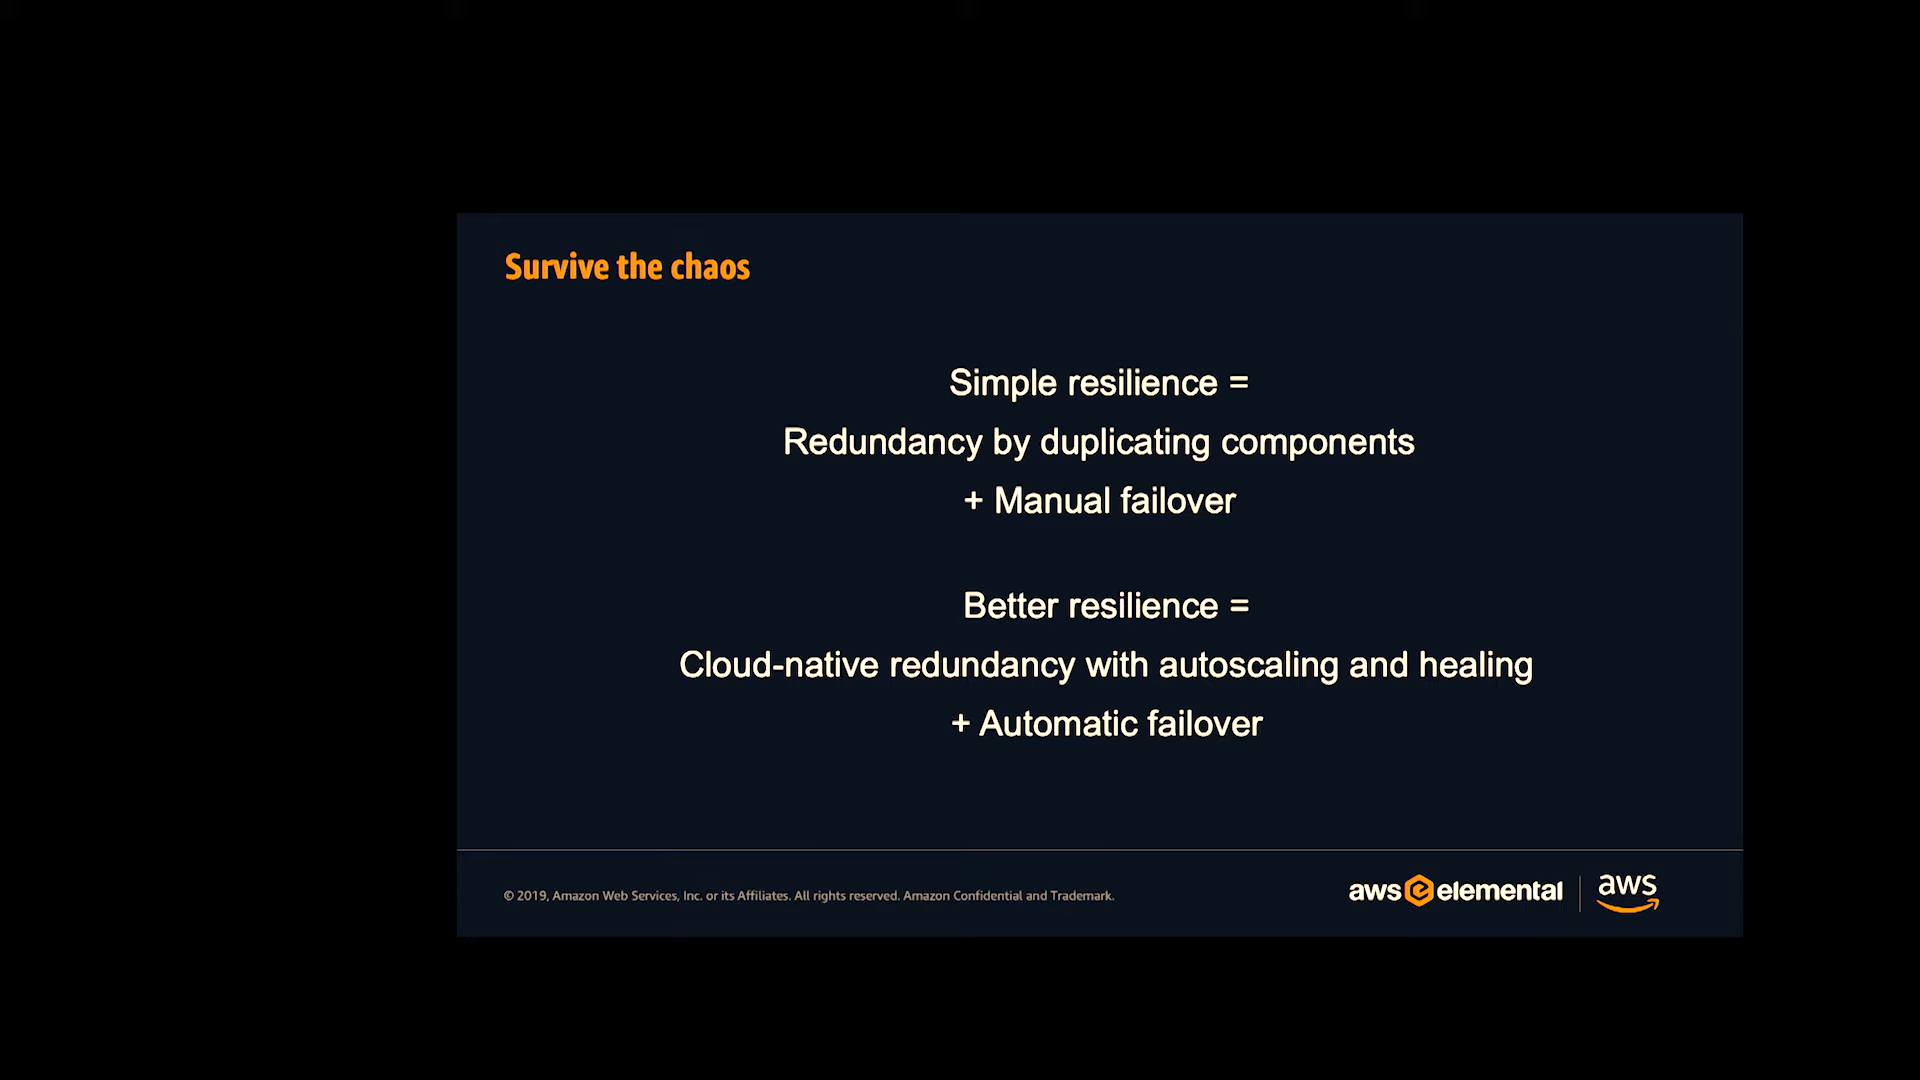 Survive the chaos
Simple resilience =
Redundancy by duplicating components
+ Manual failover
Better resilience =
Cloud-native redundancy with autoscaling and healing
+ Automatic failover
© 2019, Amazon Web Services, Inc. or its Affiliates. All rights reserved. Amazon Confidential and Trademark.
aws elemental
aws